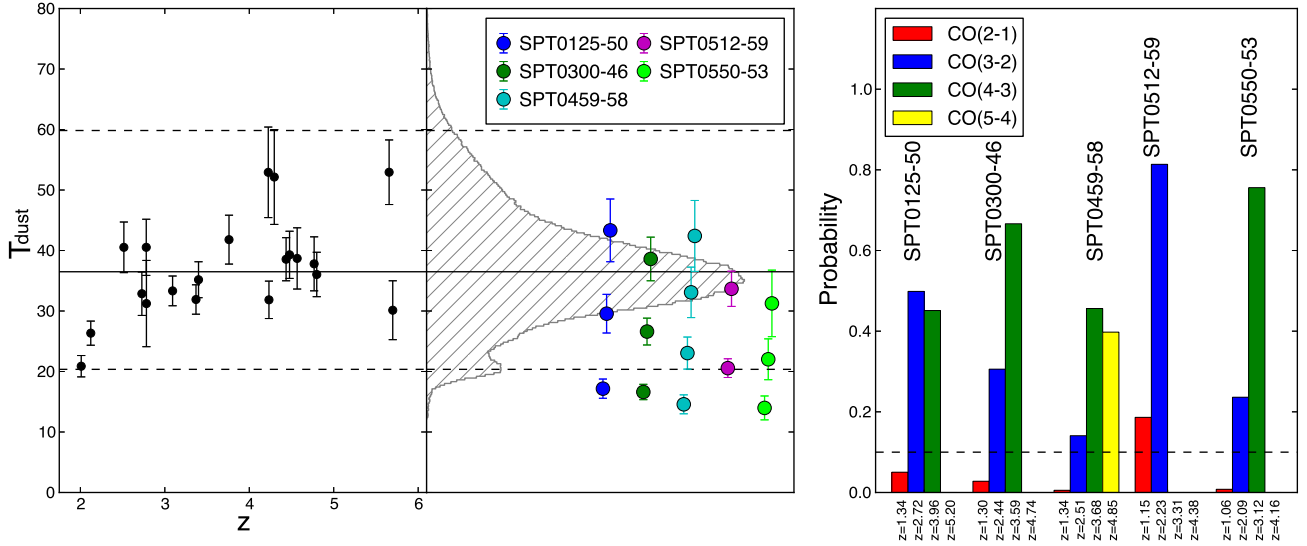 80
70
60
50
40
30
20
10
0
T_dust
2
3
4
5
6
z
SPT0125-50
SPT0300-46
SPT0459-58
SPT0512-59
SPT0550-53
CO(2-1)
CO(3-2)
CO(4-3)
CO(5-4)
Probability
1.0
0.8
0.6
0.4
0.2
0.0
SPT0125-50
SPT0300-46
SPT0459-58
SPT0512-59
SPT0550-53
z=1.34
z=2.72
z=3.96
z=5.20
z=1.30
z=2.44
z=3.59
z=4.74
z=1.34
z=2.51
z=3.68
z=4.85
z=1.15
z=2.23
z=3.31
z=4.38
z=1.06
z=2.09
z=3.12
z=4.16